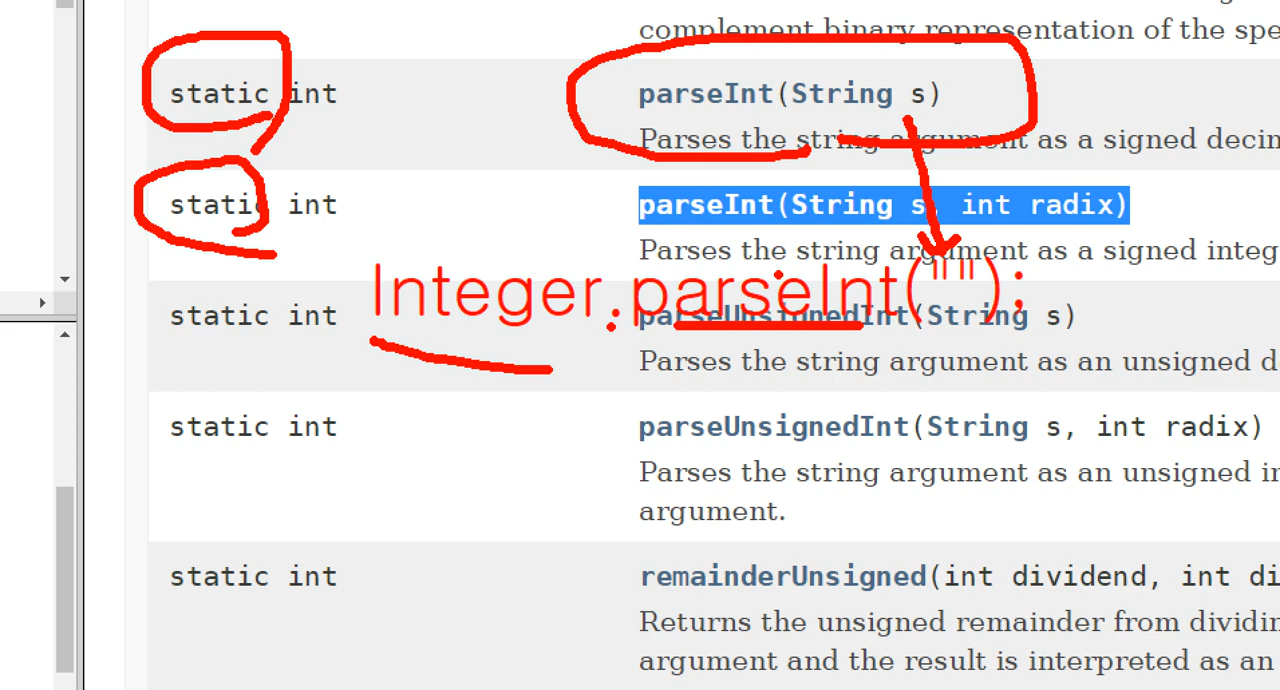 complement binary representation of the spe
static int parseInt(String s)
Parses the string argument as a signed decin
static int parseInt(String s, int radix)
Parses the string argument as a signed integ
Integer.parseInt("");
static int parseUnsignedInt(String s)
Parses the string argument as an unsigned d
static int parseUnsignedInt(String s, int radix)
Parses the string argument as an unsigned in
argument.
static int remainderUnsigned(int dividend, int di
Returns the unsigned remainder from dividin
argument and the result is interpreted as an